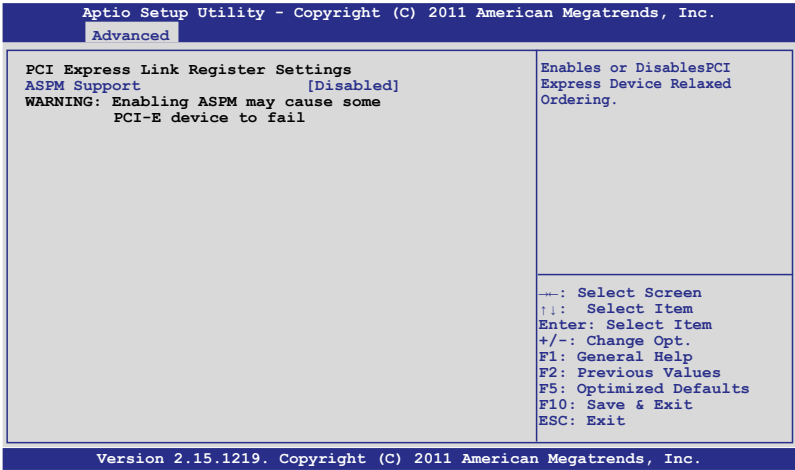 Aptio Setup Utility - Copyright (C) 2011 American Megatrends, Inc.
Advanced
PCI Express Link Register Settings
ASPM Support [Disabled]
WARNING: Enabling ASPM may cause some
PCI-E device to fail
Enables or DisablesPCI
Express Device Relaxed
Ordering.
→←: Select Screen
↑↓: Select Item
Enter: Select Item
+/-: Change Opt.
F1: General Help
F2: Previous Values
F5: Optimized Defaults
F10: Save & Exit
ESC: Exit
Version 2.15.1219. Copyright (C) 2011 American Megatrends, Inc.